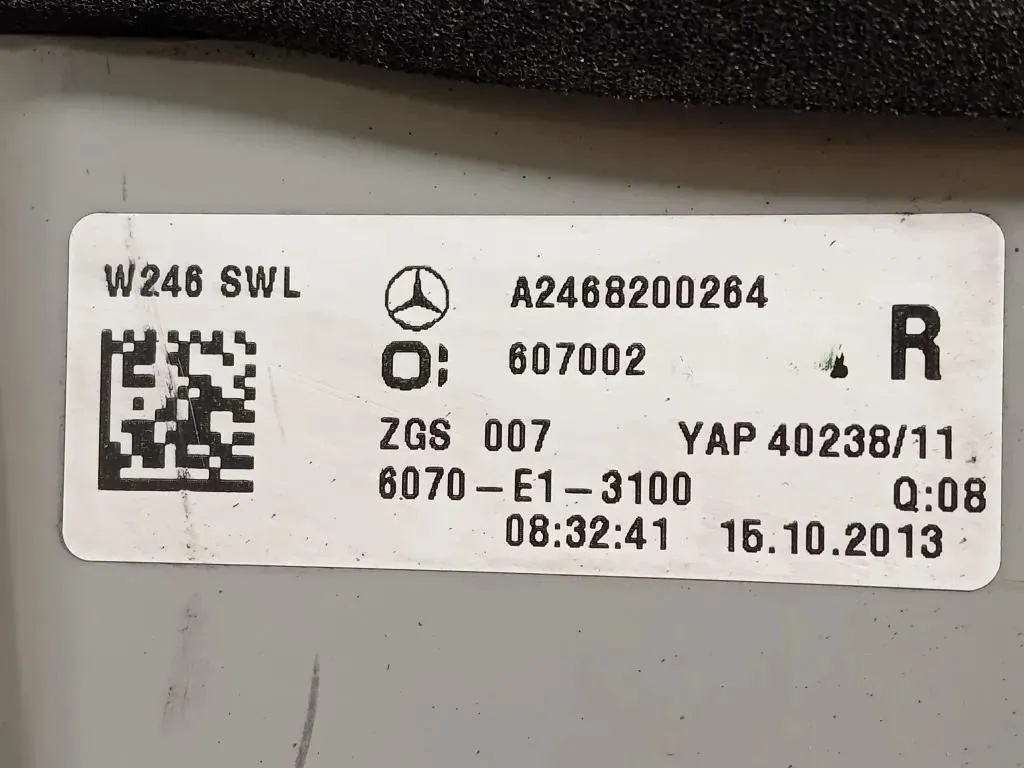 W246 SWL
A2468200264
O: 607002
R
ZGS 007 YAP 40238/11
6070-E1-3100 Q:08
08:32:41 15.10.2013